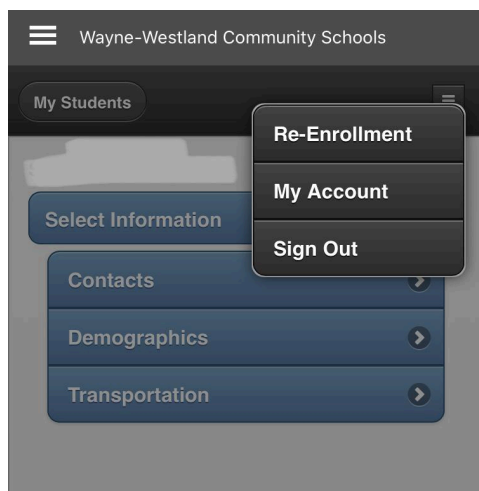 Wayne-Westland Community Schools
My Students
Re-Enrollment
My Account
Sign Out
Select Information
Contacts
Demographics
Transportation